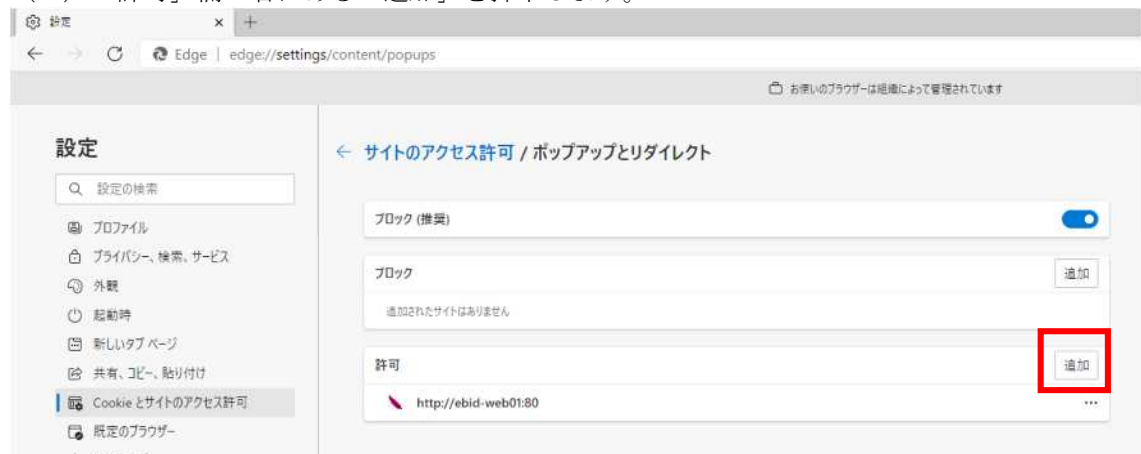 設定
Edge | edge://settings/content/popups
お使いのブラウザーは組織によって管理されています
設定
設定の検索
プロファイル
プライバシー、検索、サービス
外観
起動時
新しいタブ ページ
共有、コピー、貼り付け
Cookie とサイトのアクセス許可
既定のブラウザー
サイトのアクセス許可 / ポップアップとリダイレクト
ブロック (推奨)
ブロック
追加
追加されたサイトはありません
許可
追加
http://ebid-web01:80